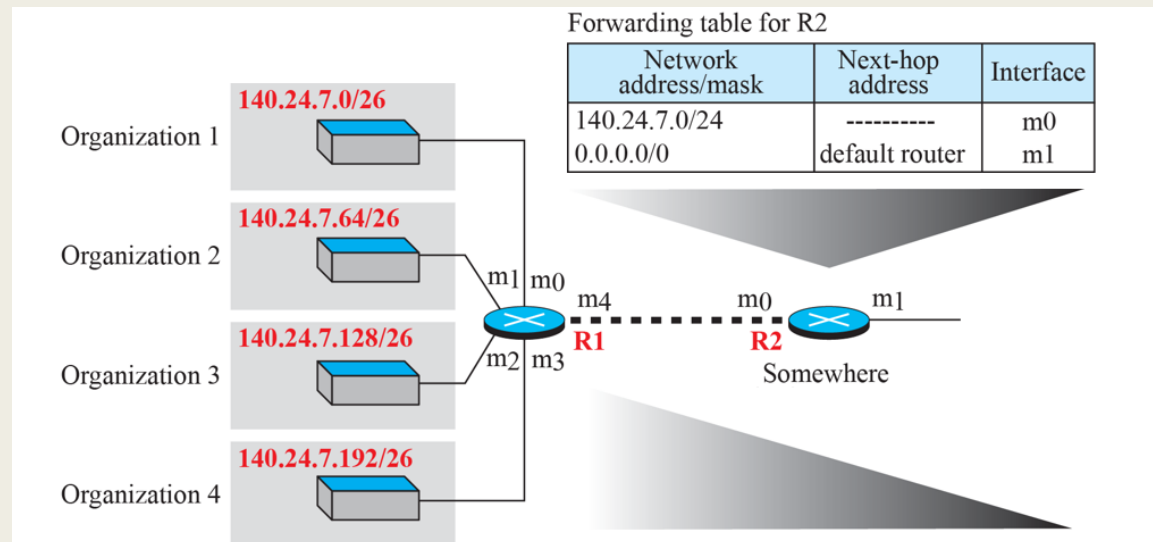 Forwarding table for R2
Network address/mask
Next-hop address
Interface
140.24.7.0/24 ---------- m0
0.0.0.0/0 default router m1
140.24.7.0/26
Organization 1
140.24.7.64/26
Organization 2
m1 m0
m4
m0
m1
R1
R2
Somewhere
140.24.7.128/26
Organization 3
m2 m3
140.24.7.192/26
Organization 4